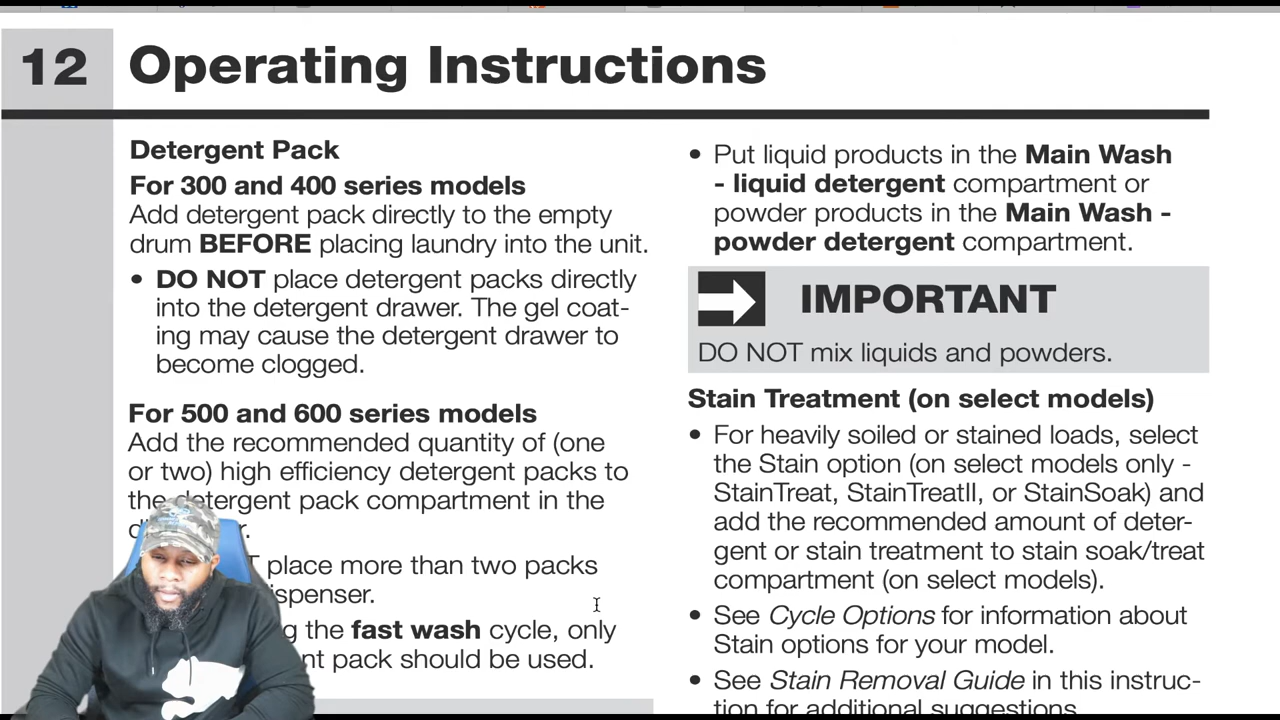 12 Operating Instructions
Detergent Pack
For 300 and 400 series models
Add detergent pack directly to the empty
drum BEFORE placing laundry into the unit.
• DO NOT place detergent packs directly
into the detergent drawer. The gel coat-
ing may cause the detergent drawer to
become clogged.
For 500 and 600 series models
Add the recommended quantity of (one
or two) high efficiency detergent packs to
the detergent pack compartment in the
place more than two packs
the fast wash cycle, only
pack should be used.
• Put liquid products in the Main Wash
- liquid detergent compartment or
powder products in the Main Wash -
powder detergent compartment.
IMPORTANT
DO NOT mix liquids and powders.
Stain Treatment (on select models)
• For heavily soiled or stained loads, select
the Stain option (on select models only -
StainTreat, StainTreatII, or StainSoak) and
add the recommended amount of deter-
gent or stain treatment to stain soak/treat
compartment (on select models).
• See Cycle Options for information about
Stain options for your model.
• See Stain Removal Guide in this instruc-
tion for additional suggestions